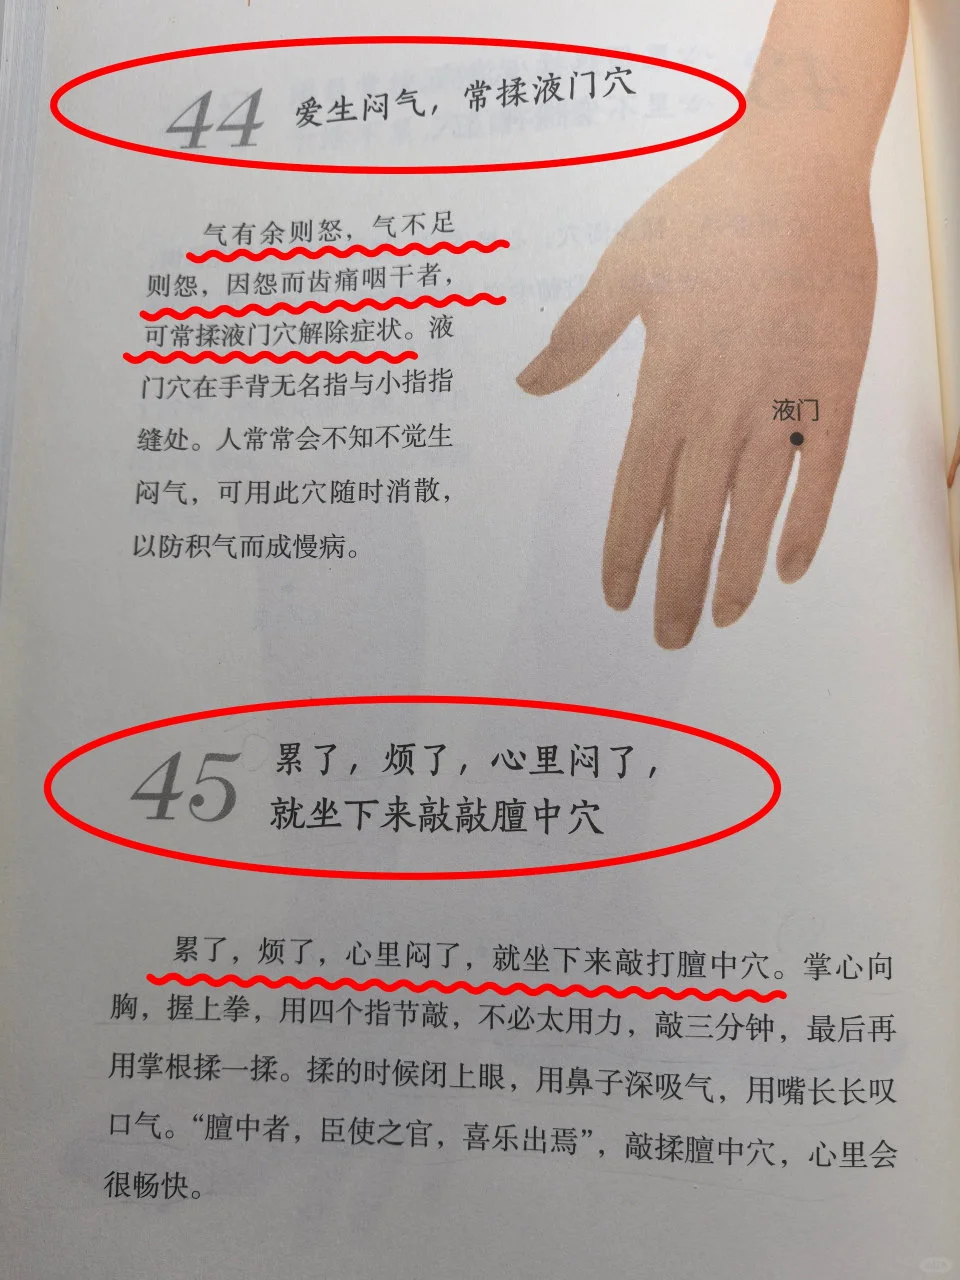 44 爱生闷气，常揉液门穴
气有余则怒，气不足
则怨，因怨而齿痛咽干者，
可常揉液门穴解除症状。液
门穴在手背无名指与小指指
缝处。人常常会不知不觉生
闷气，可用此穴随时消散，
以防积气而成慢病。
液门
45 累了，烦了，心里闷了，
就坐下来敲敲膻中穴
累了，烦了，心里闷了，就坐下来敲打膻中穴。掌心向
胸，握上拳，用四个指节敲，不必太用力，敲三分钟，最后再
用掌根揉一揉。揉的时候闭上眼，用鼻子深吸气，用嘴长长叹
口气。“膻中者，臣使之官，喜乐出焉”，敲揉膻中穴，心里会
很畅快。